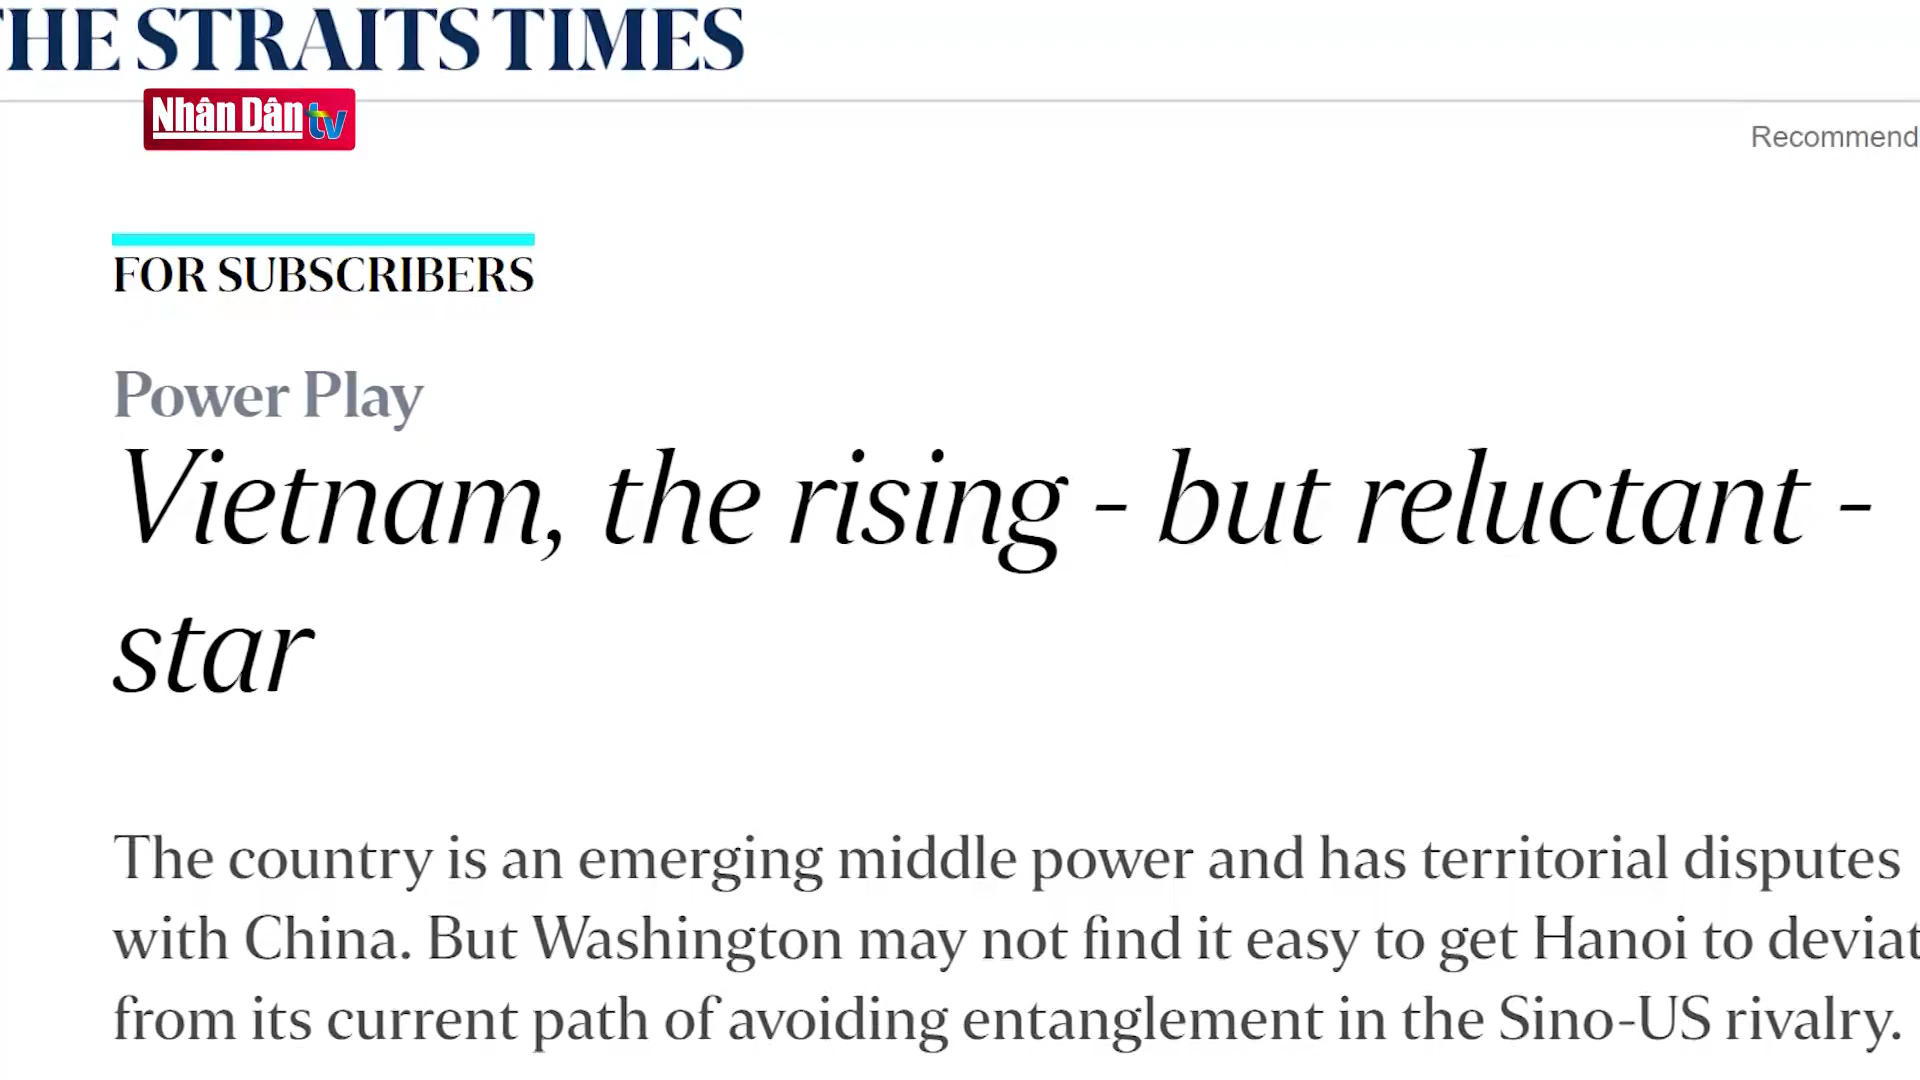 THE STRAITS TIMES
Nhân Dân tv
Recommend
FOR SUBSCRIBERS
Power Play
Vietnam, the rising - but reluctant -
star
The country is an emerging middle power and has territorial disputes
with China. But Washington may not find it easy to get Hanoi to deviat
from its current path of avoiding entanglement in the Sino-US rivalry.